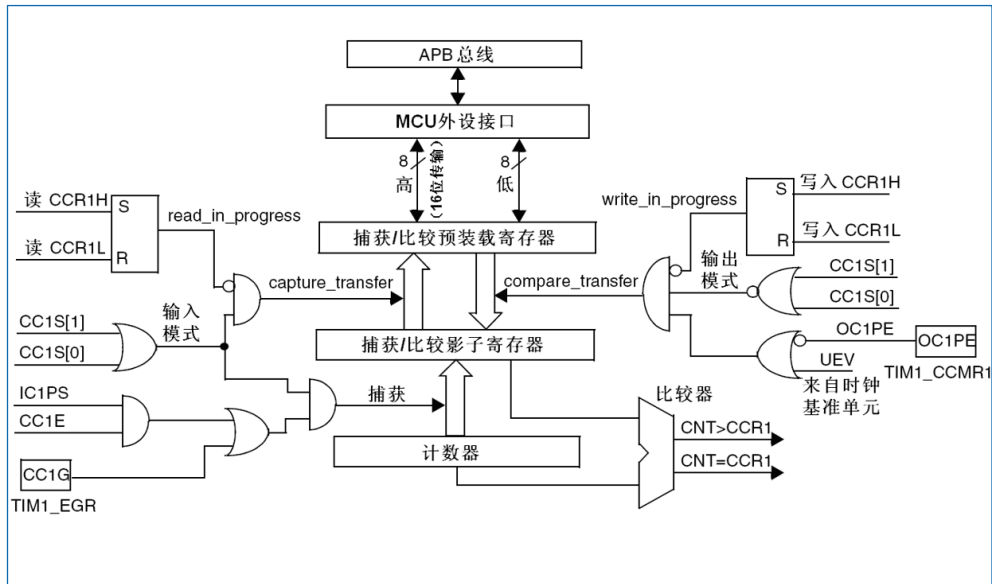 APB 总线
MCU外设接口
8
高
(16位传输)
8
低
读 CCR1H
S
read_in_progress
读 CCR1L
R
write_in_progress
S
写入 CCR1H
R
写入 CCR1L
捕获/比较预装载寄存器
capture_transfer
compare_transfer
输出
模式
CC1S[1]
CC1S[0]
CC1S[1]
CC1S[0]
输入
模式
捕获/比较影子寄存器
OC1PE
OC1PE
UEV
TIM1_CCMR1
来自时钟
基准单元
IC1PS
CC1E
捕获
比较器
CNT>CCR1
计数器
CNT=CCR1
CC1G
TIM1_EGR